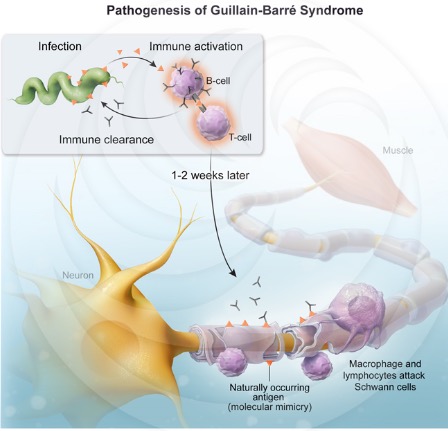 Pathogenesis of Guillain-Barré Syndrome
Infection
Immune activation
B-cell
T-cell
Immune clearance
1-2 weeks later
Muscle
Neuron
Naturally occurring
antigen
(molecular mimicry)
Macrophage and
lymphocytes attack
Schwann cells